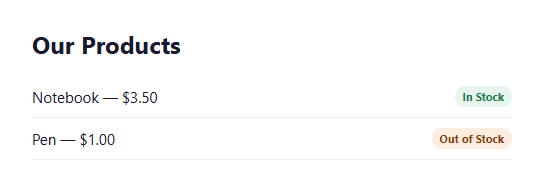 Our Products
Notebook — $3.50 In Stock
Pen — $1.00 Out of Stock